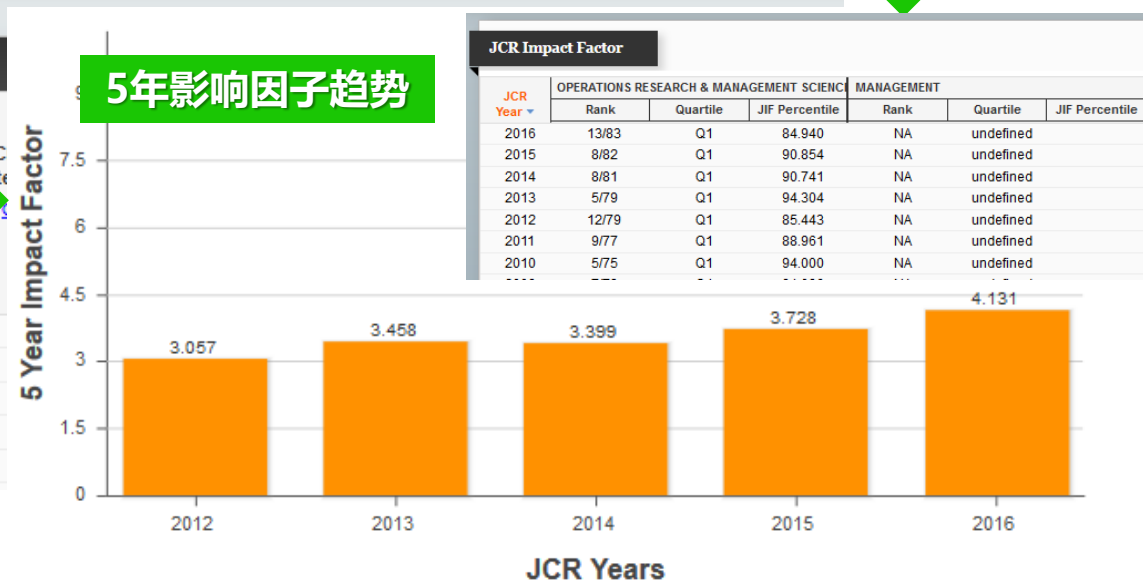 5年影响因子趋势
JCR Impact Factor
JCR Year
OPERATIONS RESEARCH & MANAGEMENT SCIENC MANAGEMENT
Rank Quartile JIF Percentile Rank Quartile JIF Percentile
2016 13/83 Q1 84.940 NA undefined
2015 8/82 Q1 90.854 NA undefined
2014 8/81 Q1 90.741 NA undefined
2013 5/79 Q1 94.304 NA undefined
2012 12/79 Q1 85.443 NA undefined
2011 9/77 Q1 88.961 NA undefined
2010 5/75 Q1 94.000 NA undefined
5 Year Impact Factor
7.5
6
4.5
3
1.5
0
3.057
3.458
3.399
3.728
4.131
2012 2013 2014 2015 2016
JCR Years